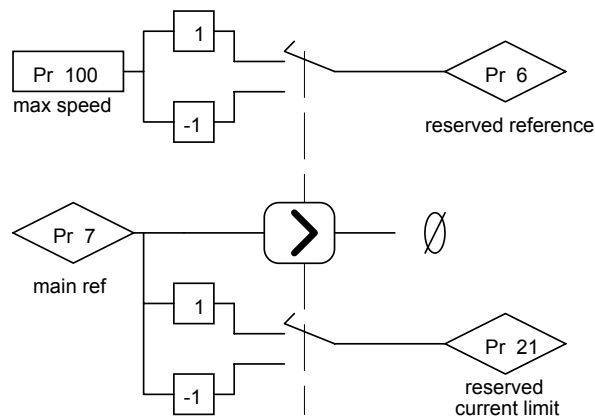 1
Pr 100
Pr 6
max speed
-1
reserved reference
Pr 7
>
Ø
main ref
1
Pr 21
-1
reserved
current limit